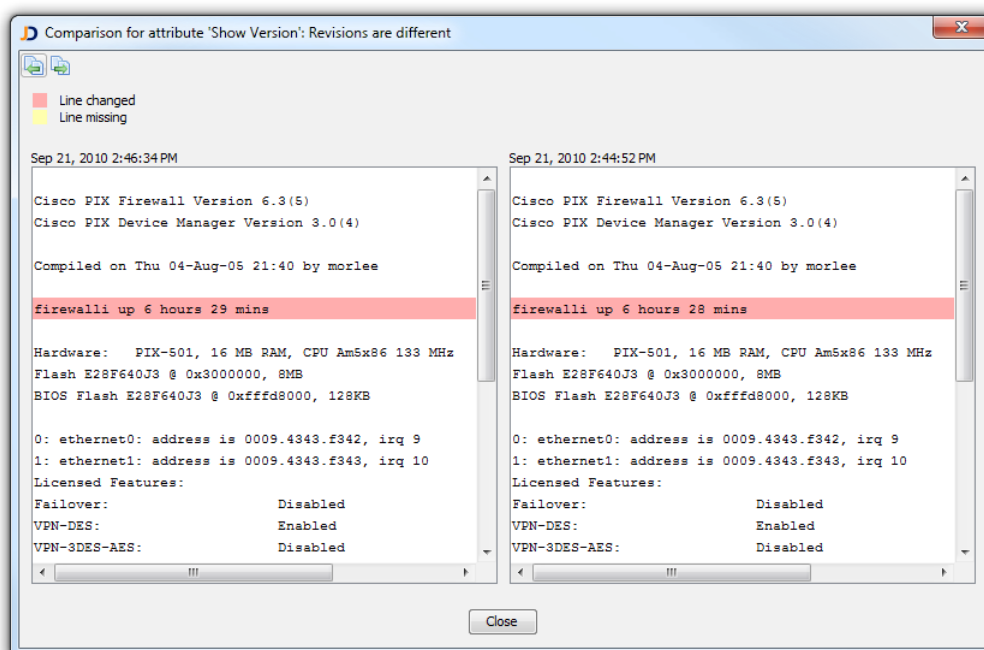 Comparison for attribute 'Show Version': Revisions are different
Line changed
Line missing
Sep 21, 2010 2:46:34 PM
Cisco PIX Firewall Version 6.3(5)
Cisco PIX Device Manager Version 3.0(4)
Compiled on Thu 04-Aug-05 21:40 by morlee
firewalli up 6 hours 29 mins
Hardware:   PIX-501, 16 MB RAM, CPU Am5x86 133 MHz
Flash E28F640J3 @ 0x3000000, 8MB
BIOS Flash E28F640J3 @ 0xfffd8000, 128KB
0: ethernet0: address is 0009.4343.f342, irq 9
1: ethernet1: address is 0009.4343.f343, irq 10
Licensed Features:
Failover:                    Disabled
VPN-DES:                     Enabled
VPN-3DES-AES:                Disabled
Sep 21, 2010 2:44:52 PM
Cisco PIX Firewall Version 6.3(5)
Cisco PIX Device Manager Version 3.0(4)
Compiled on Thu 04-Aug-05 21:40 by morlee
firewalli up 6 hours 28 mins
Hardware:   PIX-501, 16 MB RAM, CPU Am5x86 133 MHz
Flash E28F640J3 @ 0x3000000, 8MB
BIOS Flash E28F640J3 @ 0xfffd8000, 128KB
0: ethernet0: address is 0009.4343.f342, irq 9
1: ethernet1: address is 0009.4343.f343, irq 10
Licensed Features:
Failover:                    Disabled
VPN-DES:                     Enabled
VPN-3DES-AES:                Disabled
Close